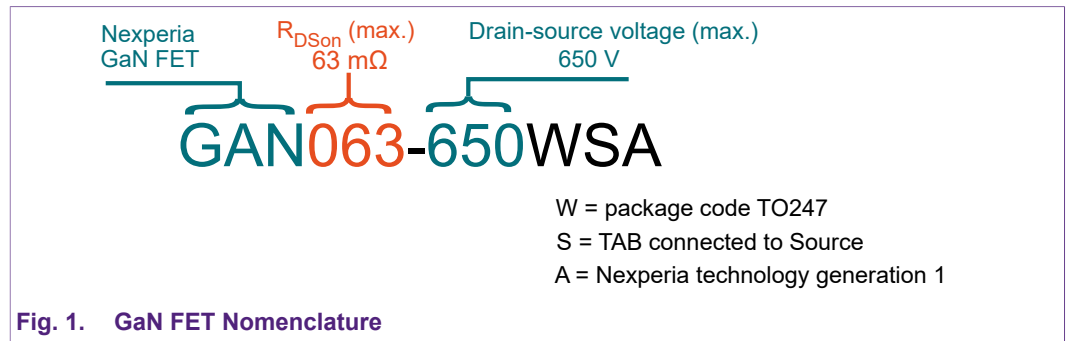 Nexperia
GaN FET
RDSon (max.)
63 mΩ
Drain-source voltage (max.)
650 V
GAN063-650WSA
W = package code TO247
S = TAB connected to Source
A = Nexperia technology generation 1
Fig. 1. GaN FET Nomenclature